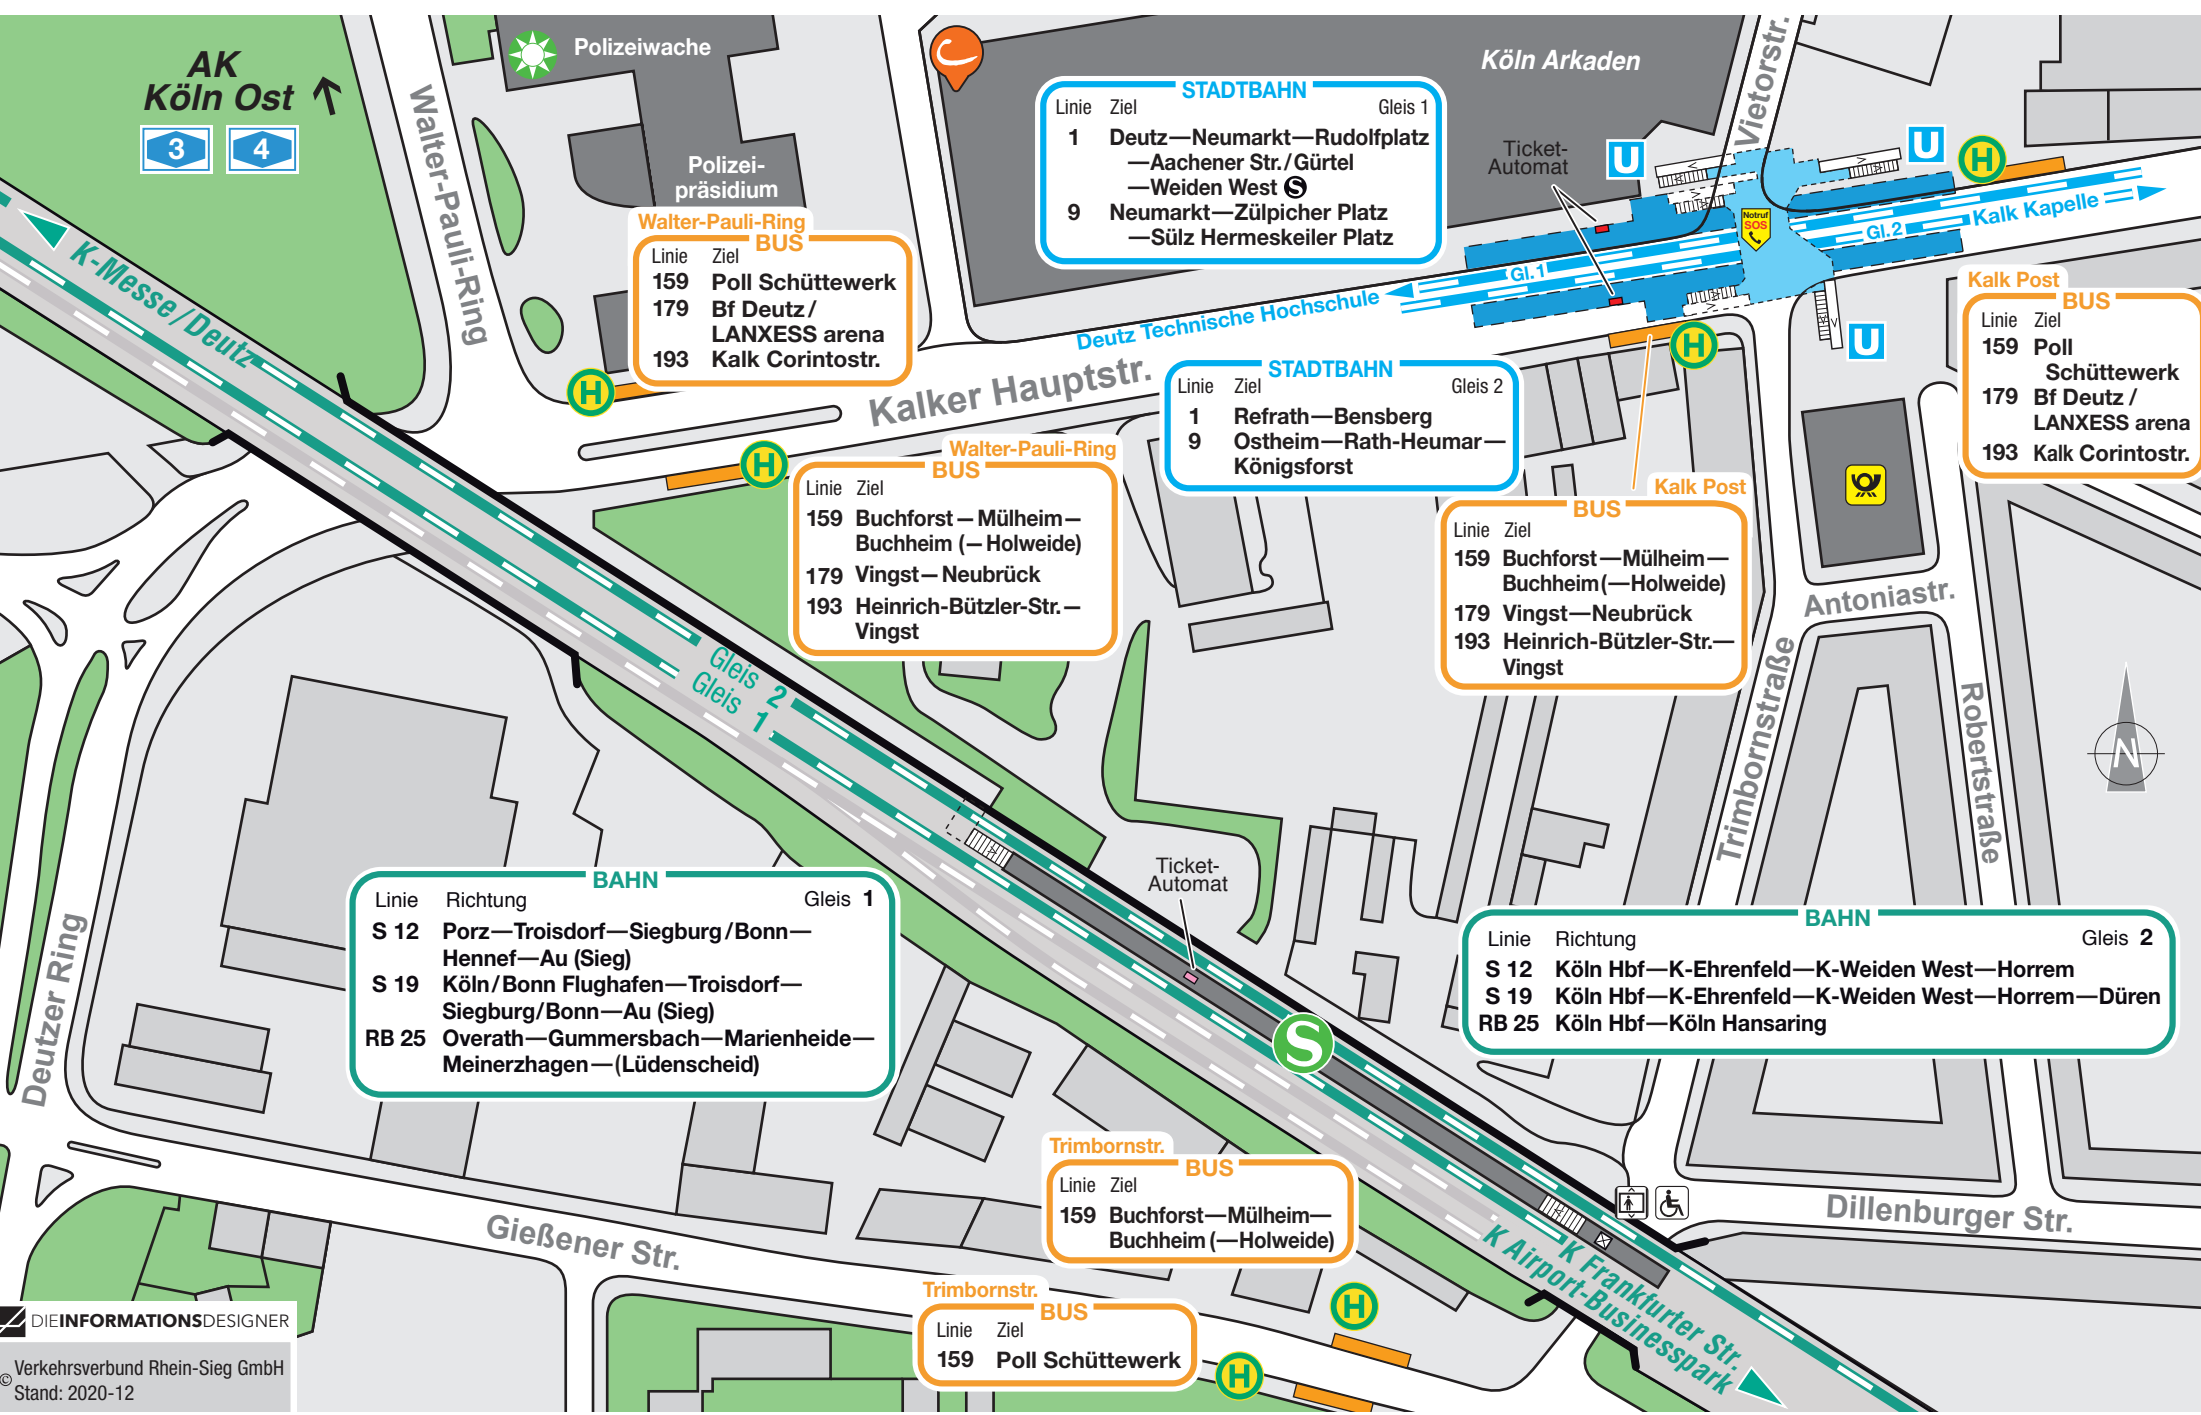 AK
Köln Ost
3
4
Polizeiwache
Polizei-
präsidium
Walter-Pauli-Ring
Köln Arkaden
Vietorstr.
STADTBAHN
Linie Ziel Gleis 1
1 Deutz—Neumarkt—Rudolfplatz
—Aachener Str./Gürtel
—Weiden West S
9 Neumarkt—Zülpicher Platz
—Sülz Hermeskeiler Platz
Ticket-
Automat
U
U
H
Notruf
SOS
Kalk Kapelle
Gl.2
Gl.1
Deutz Technische Hochschule
Walter-Pauli-Ring
BUS
Linie Ziel
159 Poll Schüttewerk
179 Bf Deutz /
LANXESS arena
193 Kalk Corintostr.
H
K-Messe/Deutz
Kalker Hauptstr.
H
U
Kalk Post
BUS
Linie Ziel
159 Poll
Schüttewerk
179 Bf Deutz /
LANXESS arena
193 Kalk Corintostr.
STADTBAHN
Linie Ziel Gleis 2
1 Refrath—Bensberg
9 Ostheim—Rath-Heumar—
Königsforst
H
Walter-Pauli-Ring
BUS
Linie Ziel
159 Buchforst – Mülheim –
Buchheim (– Holweide)
179 Vingst – Neubrück
193 Heinrich-Bützler-Str. –
Vingst
Kalk Post
BUS
Linie Ziel
159 Buchforst—Mülheim—
Buchheim (—Holweide)
179 Vingst—Neubrück
193 Heinrich-Bützler-Str.—
Vingst
Antoniastr.
Trimbornstraße
Robertstraße
N
Gleis 2
Gleis 1
Ticket-
Automat
BAHN
Linie Richtung Gleis 1
S 12 Porz—Troisdorf—Siegburg/Bonn—
Hennef—Au (Sieg)
S 19 Köln/Bonn Flughafen—Troisdorf—
Siegburg/Bonn—Au (Sieg)
RB 25 Overath—Gummersbach—Marienheide—
Meinerzhagen—(Lüdenscheid)
BAHN
Linie Richtung Gleis 2
S 12 Köln Hbf—K-Ehrenfeld—K-Weiden West—Horrem
S 19 Köln Hbf—K-Ehrenfeld—K-Weiden West—Horrem—Düren
RB 25 Köln Hbf—Köln Hansaring
S
Deutzer Ring
Gießener Str.
Dillenburger Str.
Trimbornstr.
BUS
Linie Ziel
159 Buchforst—Mülheim—
Buchheim (—Holweide)
Trimbornstr.
BUS
Linie Ziel
159 Poll Schüttewerk
H
H
K Frankfurter Str.
K Airport-Businesspark
DIEINFORMATIONSDESIGNER
© Verkehrsverbund Rhein-Sieg GmbH
Stand: 2020-12